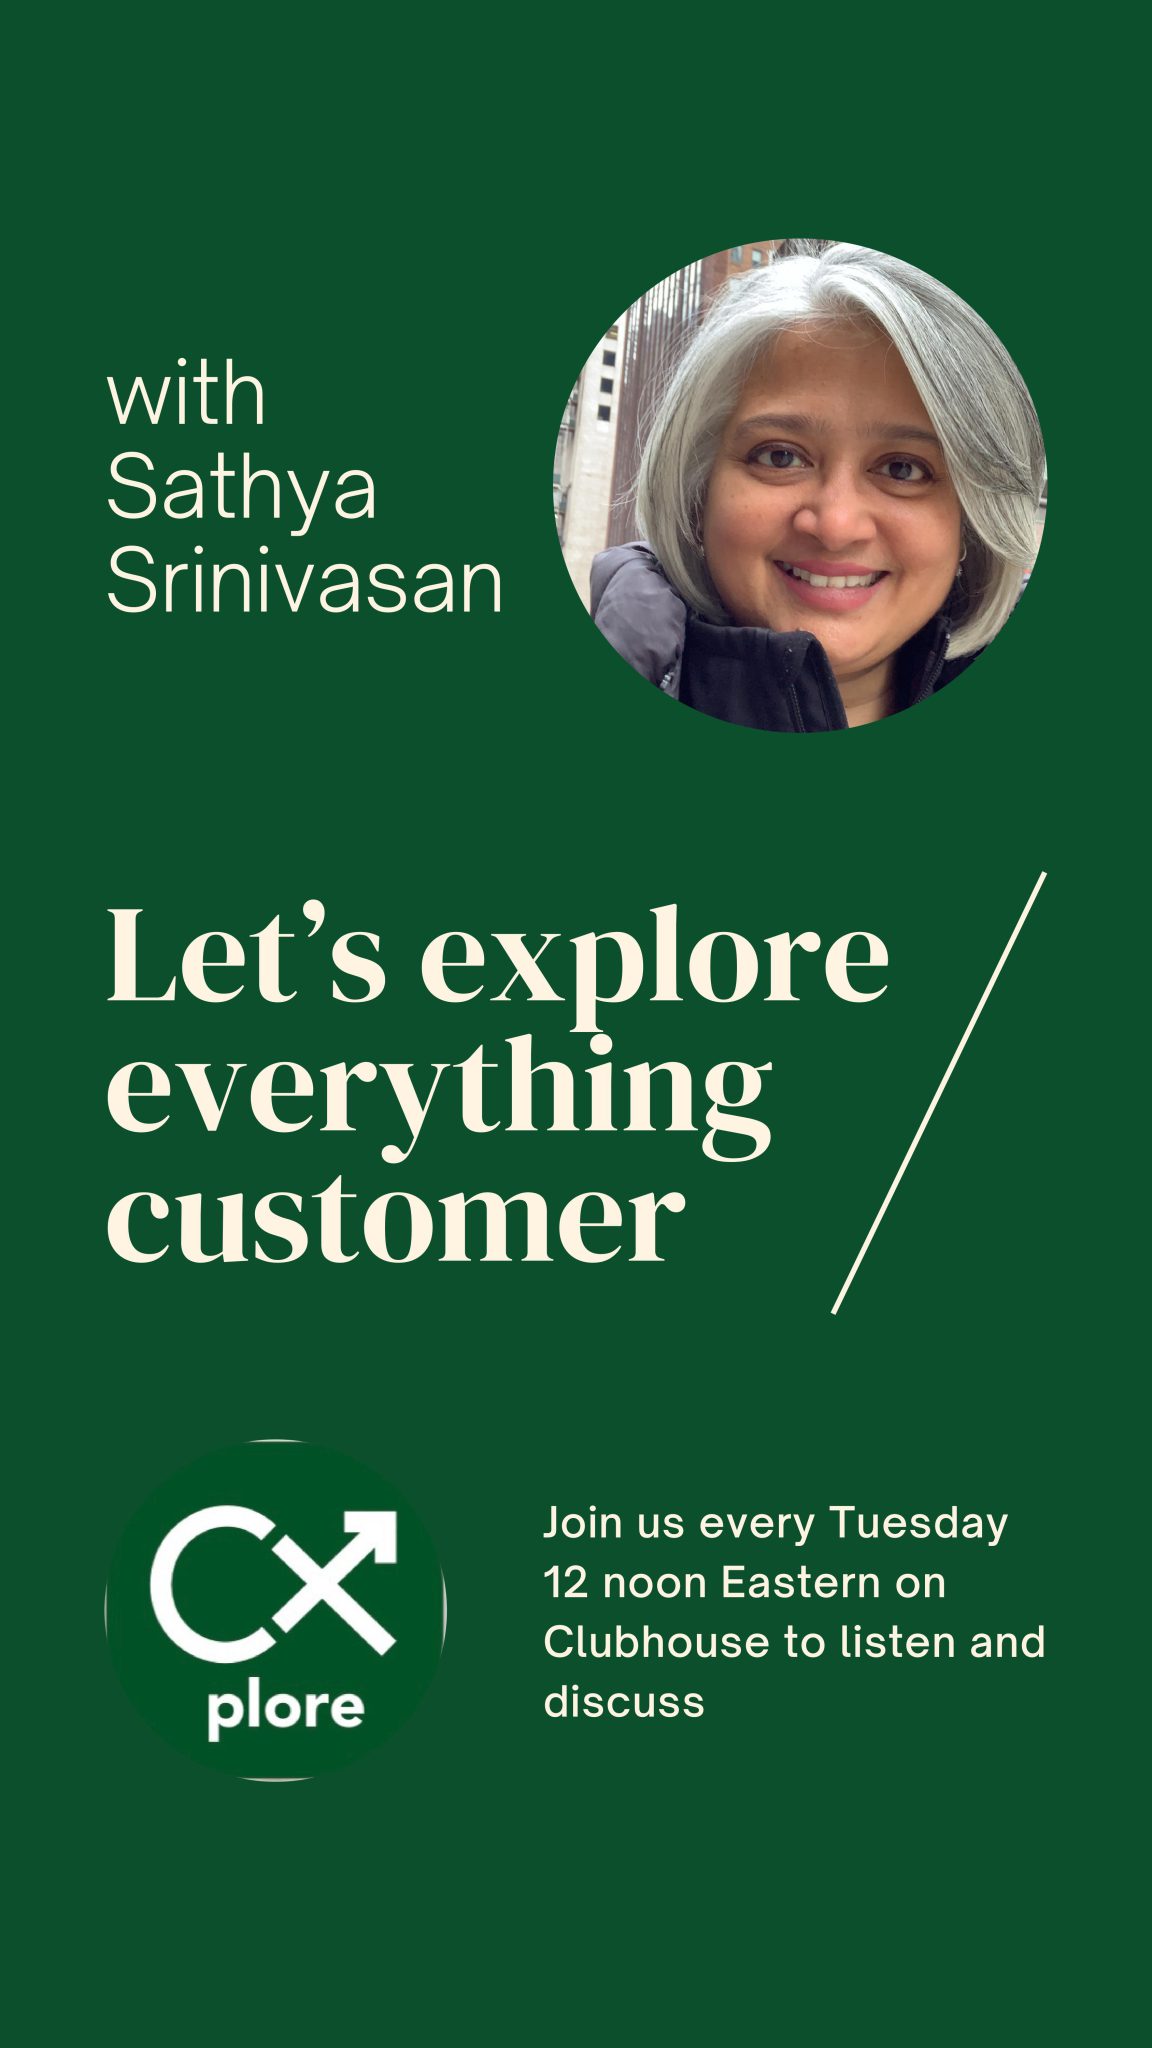 with
Sathya
Srinivasan
Let’s explore
everything
customer
Cx
plore
Join us every Tuesday
12 noon Eastern on
Clubhouse to listen and
discuss